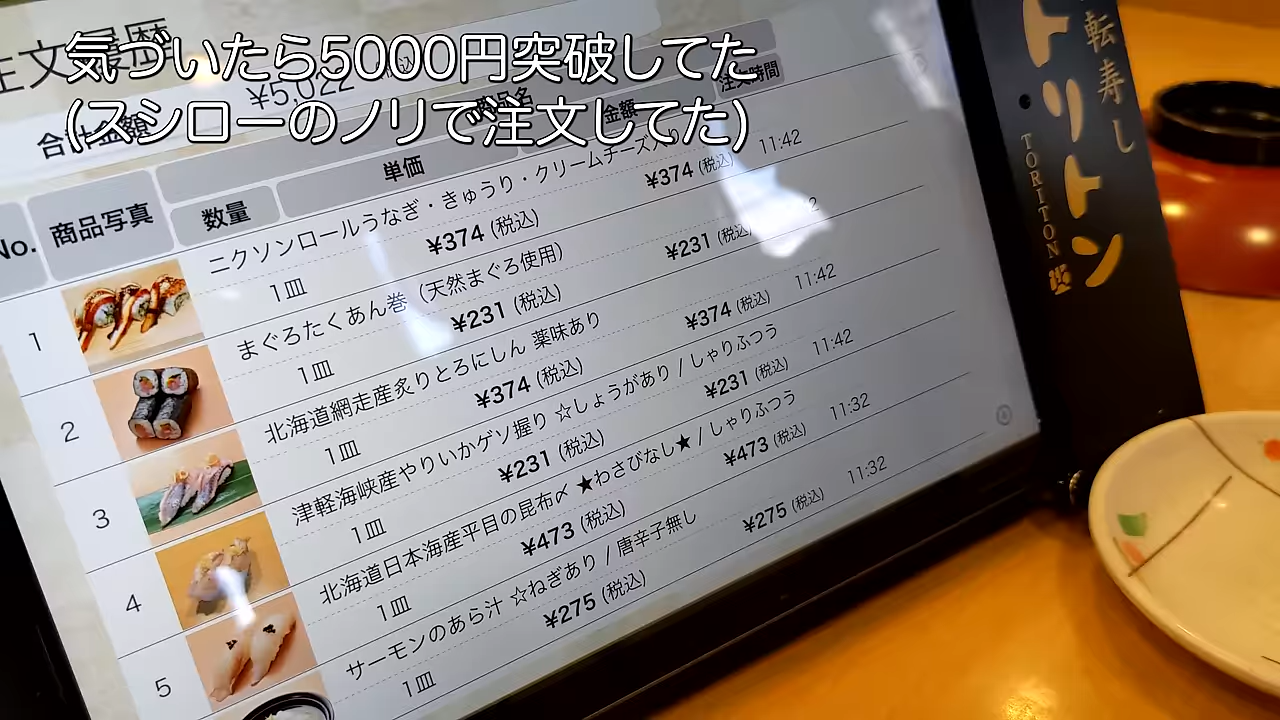 気づいたら5000円突破してた
(スシローのノリで注文してた)
注文履歴
合計金額 ¥5,022
No. 商品写真 商品名
数量 単価 金額 注文時間
1 ニクソンロールうなぎ・きゅうり・クリームチーズ入り
1皿 ¥374 (税込) ¥374 (税込) 11:42
2 まぐろたくあん巻 (天然まぐろ使用)
1皿 ¥231 (税込) ¥231 (税込) 2
3 北海道網走産炙りとろにしん 薬味あり
1皿 ¥374 (税込) ¥374 (税込) 11:42
4 津軽海峡産やりいかゲソ握り ☆しょうがあり / しゃりふつう
1皿 ¥231 (税込) ¥231 (税込) 11:42
5 北海道日本海産平目の昆布〆 ★わさびなし★ / しゃりふつう
1皿 ¥473 (税込) ¥473 (税込) 11:32
サーモンのあら汁 ☆ねぎあり / 唐辛子無し
1皿 ¥275 (税込) ¥275 (税込) 11:32
転寿し
トリトン
TORITON